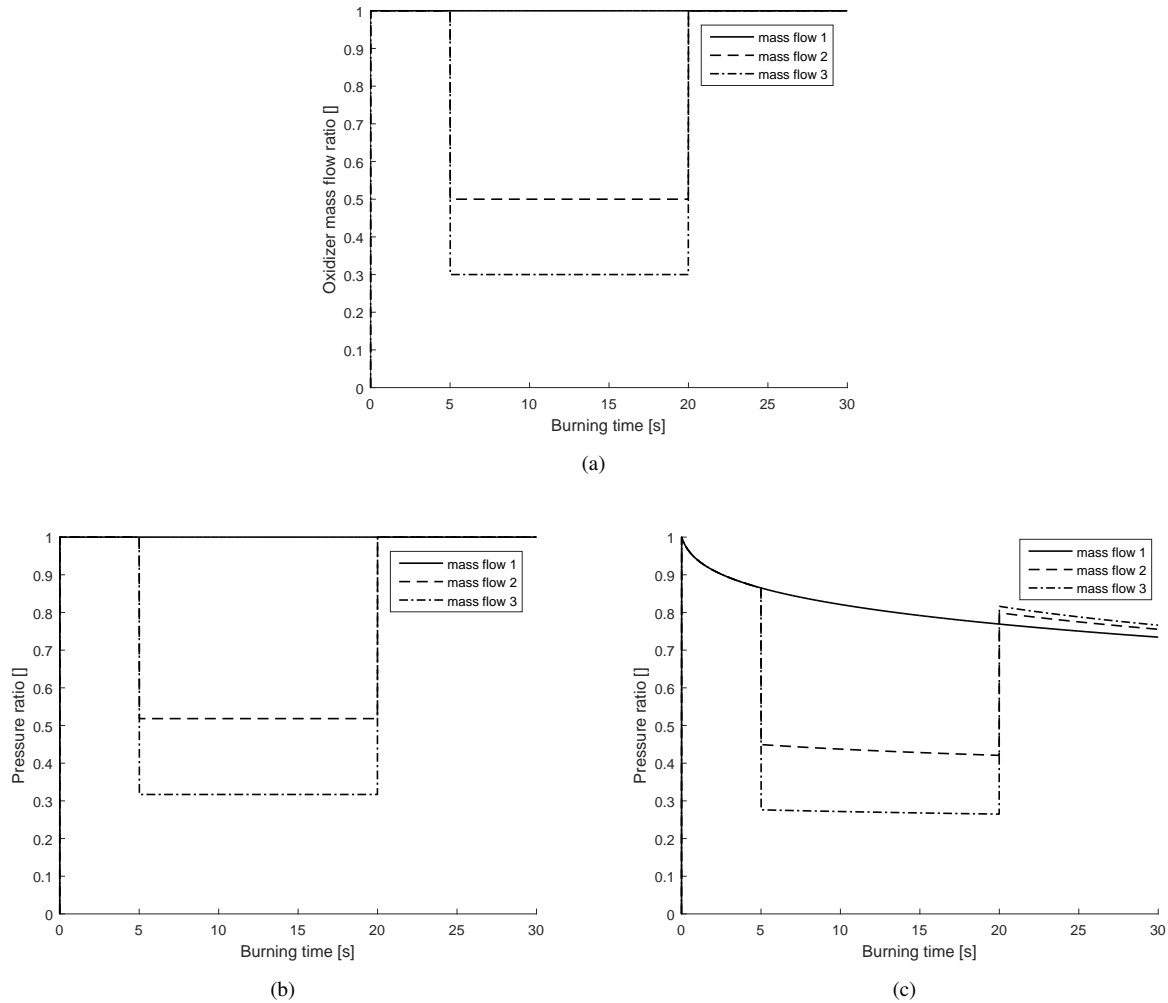 1
0.9
0.8
0.7
0.6
0.5
0.4
0.3
0.2
0.1
0
Oxidizer mass flow ratio []
mass flow 1
mass flow 2
mass flow 3
0 5 10 15 20 25 30
Burning time [s]
(a)
1
0.9
0.8
0.7
0.6
0.5
0.4
0.3
0.2
0.1
0
Pressure ratio []
mass flow 1
mass flow 2
mass flow 3
0 5 10 15 20 25 30
Burning time [s]
(b)
1
0.9
0.8
0.7
0.6
0.5
0.4
0.3
0.2
0.1
0
Pressure ratio []
mass flow 1
mass flow 2
mass flow 3
0 5 10 15 20 25 30
Burning time [s]
(c)